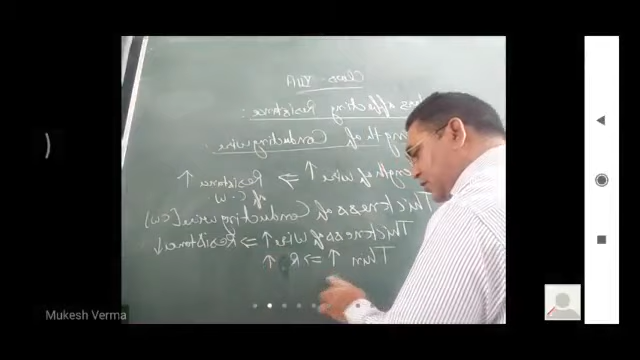 Class - VIII A
affecting Resistance :
of Conducting wire :
Length of wire ↑ ⇒ Resistance ↑
of C.W
Thickness of Conducting wire (CW)
Thickness of wire ↑ ⇒ Resistance ↓
Thin ↑ ⇒ R ↑
Mukesh Verma